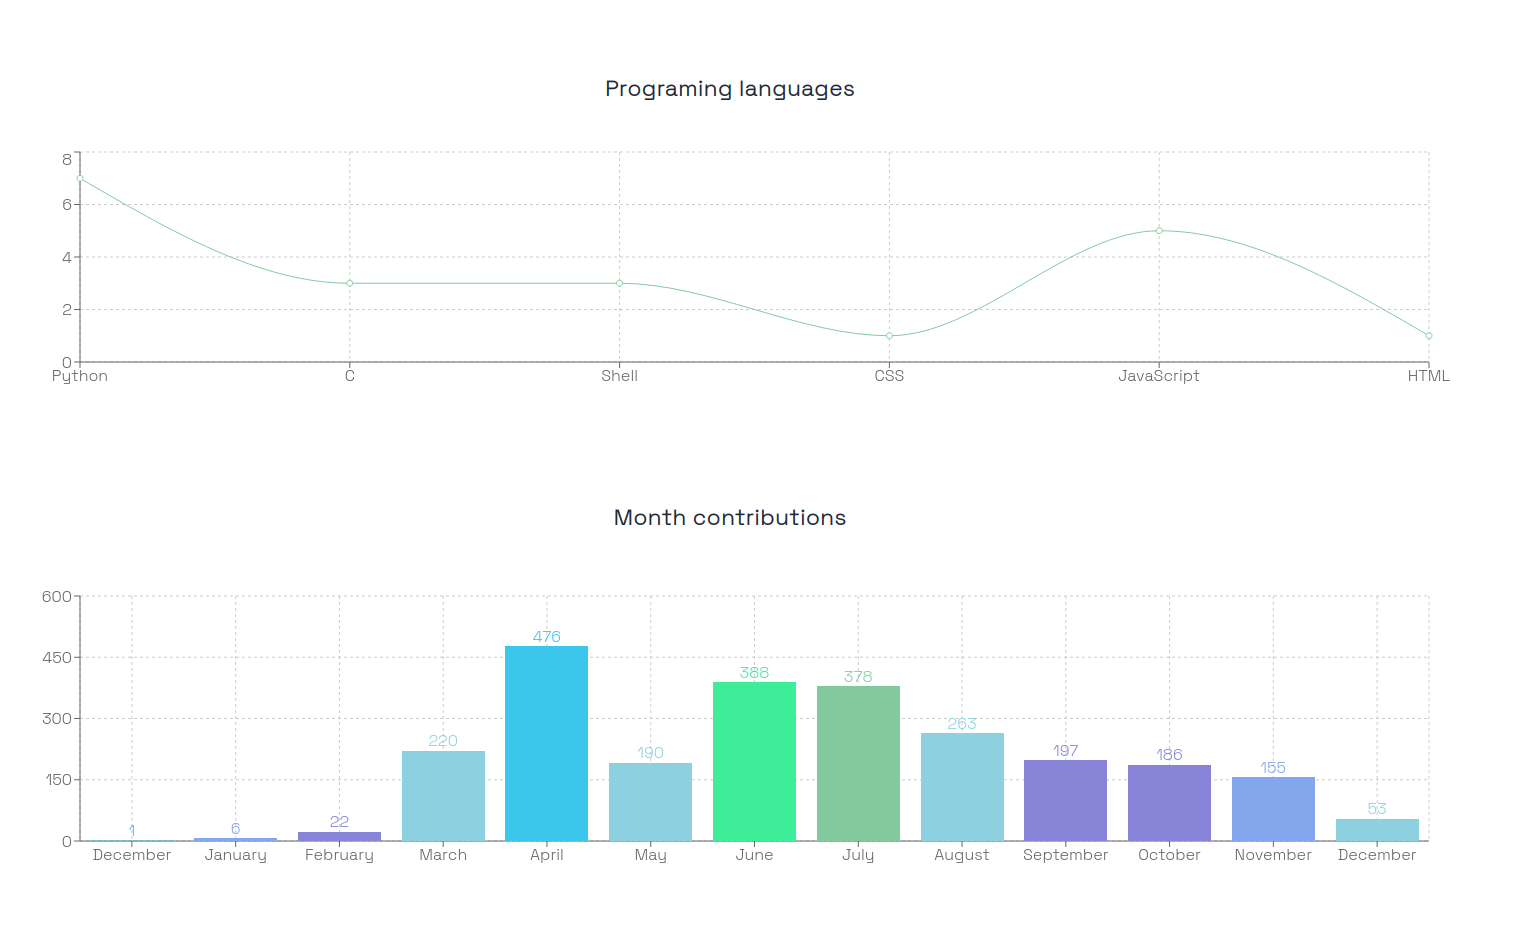 Programing languages
8
6
4
2
0
Python C Shell CSS JavaScript HTML
Month contributions
600
450
300
150
0
1 6 22 220 476 190 388 378 263 197 186 155 53
December January February March April May June July August September October November December